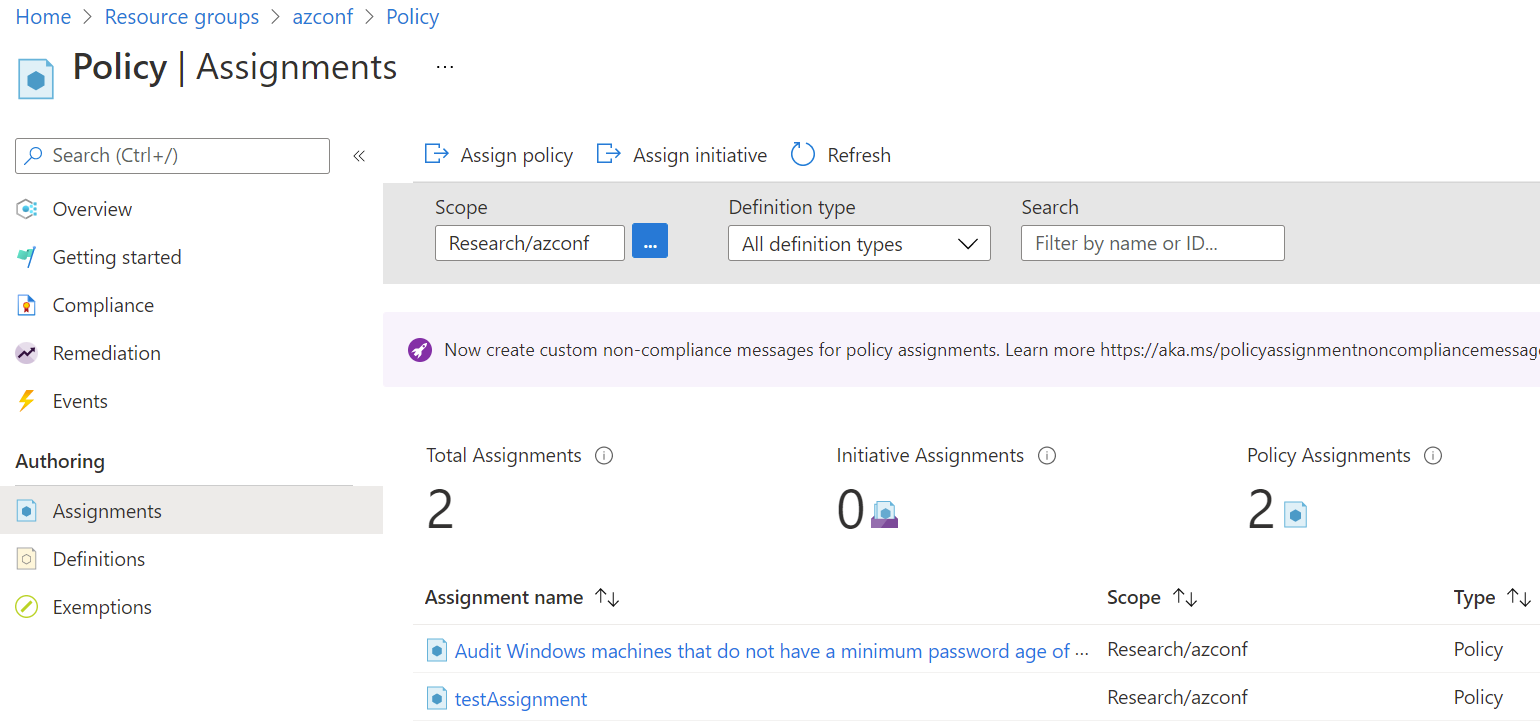 Home > Resource groups > azconf > Policy
Policy | Assignments ...
Search (Ctrl+/) «
Overview
Getting started
Compliance
Remediation
Events
Authoring
Assignments
Definitions
Exemptions
Assign policy Assign initiative Refresh
Scope Definition type Search
Research/azconf ... All definition types Filter by name or ID...
Now create custom non-compliance messages for policy assignments. Learn more https://aka.ms/policyassignmentnoncompliancemessage
Total Assignments Initiative Assignments Policy Assignments
2 0 2
Assignment name Scope Type
Audit Windows machines that do not have a minimum password age of ... Research/azconf Policy
testAssignment Research/azconf Policy